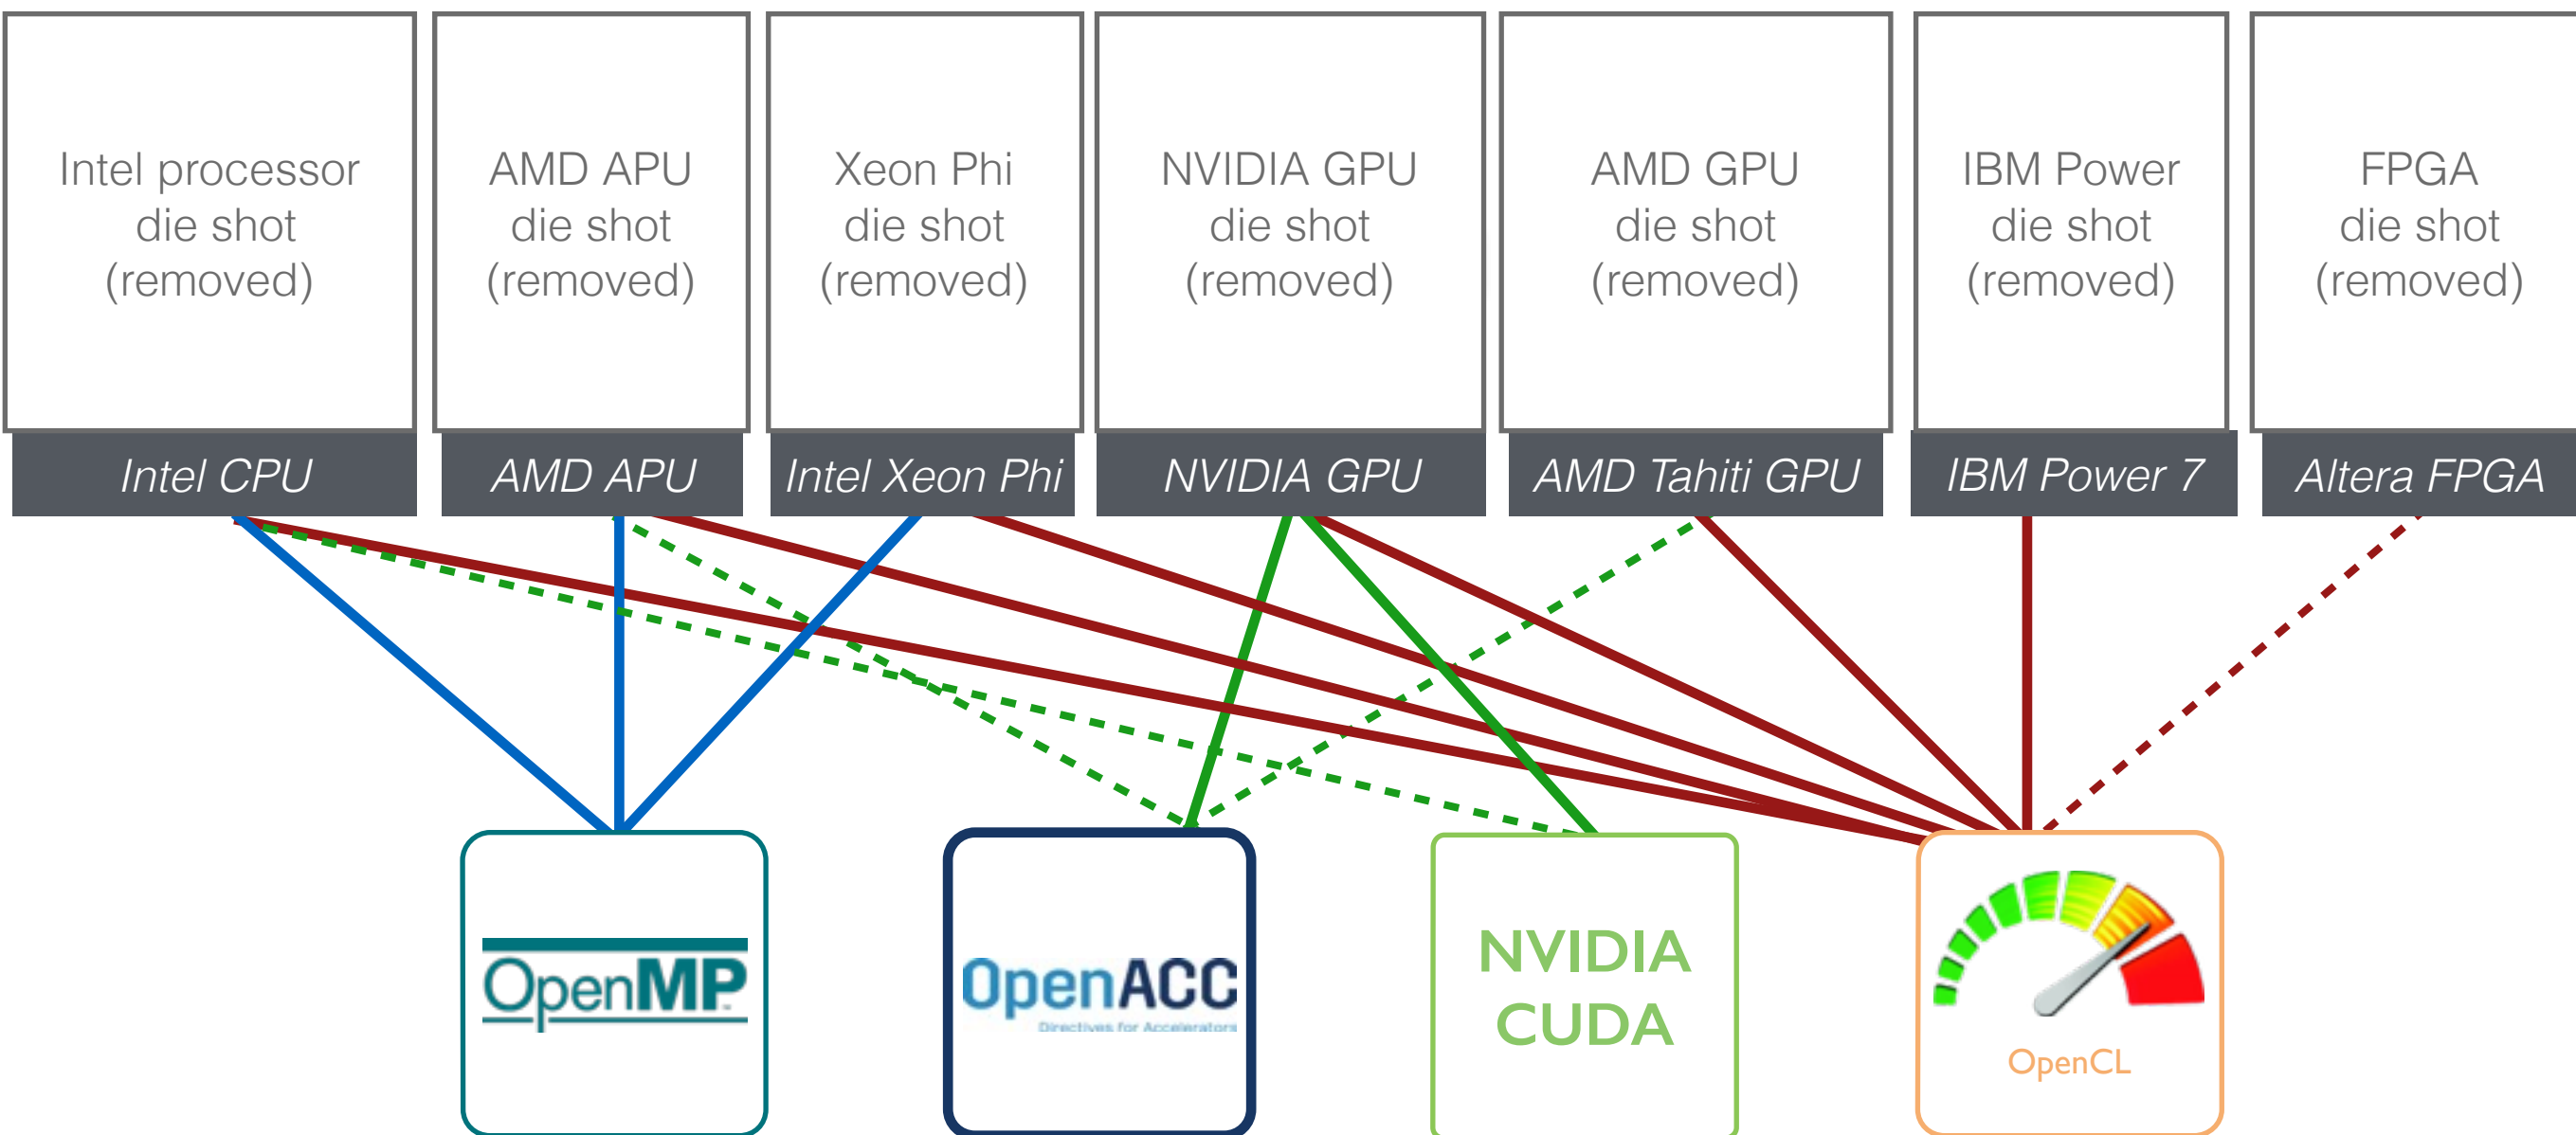 Intel processor
die shot
(removed)
AMD APU
die shot
(removed)
Xeon Phi
die shot
(removed)
NVIDIA GPU
die shot
(removed)
AMD GPU
die shot
(removed)
IBM Power
die shot
(removed)
FPGA
die shot
(removed)
Intel CPU
AMD APU
Intel Xeon Phi
NVIDIA GPU
AMD Tahiti GPU
IBM Power 7
Altera FPGA
OpenMP
OpenACC
Directives for Accelerators
NVIDIA
CUDA
OpenCL